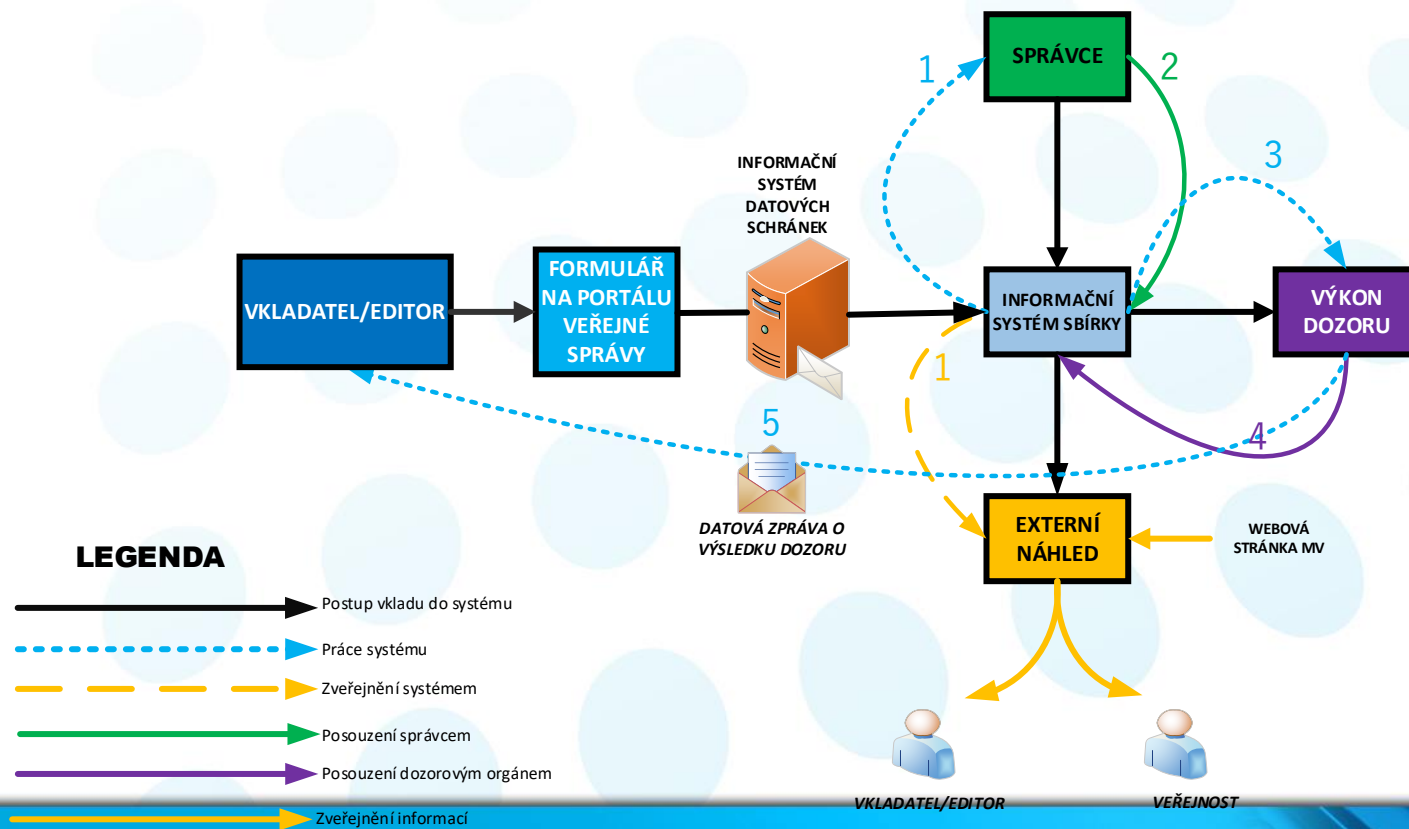 SPRÁVCE
1
2
3
INFORMAČNÍ
SYSTÉM
DATOVÝCH
SCHRÁNEK
VKLADATEL/EDITOR
FORMULÁŘ
NA PORTÁLU
VEŘEJNÉ
SPRÁVY
INFORMAČNÍ
SYSTÉM SBÍRKY
VÝKON
DOZORU
1
4
5
DATOVÁ ZPRÁVA O
VÝSLEDKU DOZORU
EXTERNÍ
NÁHLED
WEBOVÁ
STRÁNKA MV
LEGENDA
Postup vkladu do systému
Práce systému
Zveřejnění systémem
Posouzení správcem
Posouzení dozorovým orgánem
Zveřejnění informací
VKLADATEL/EDITOR
VEŘEJNOST